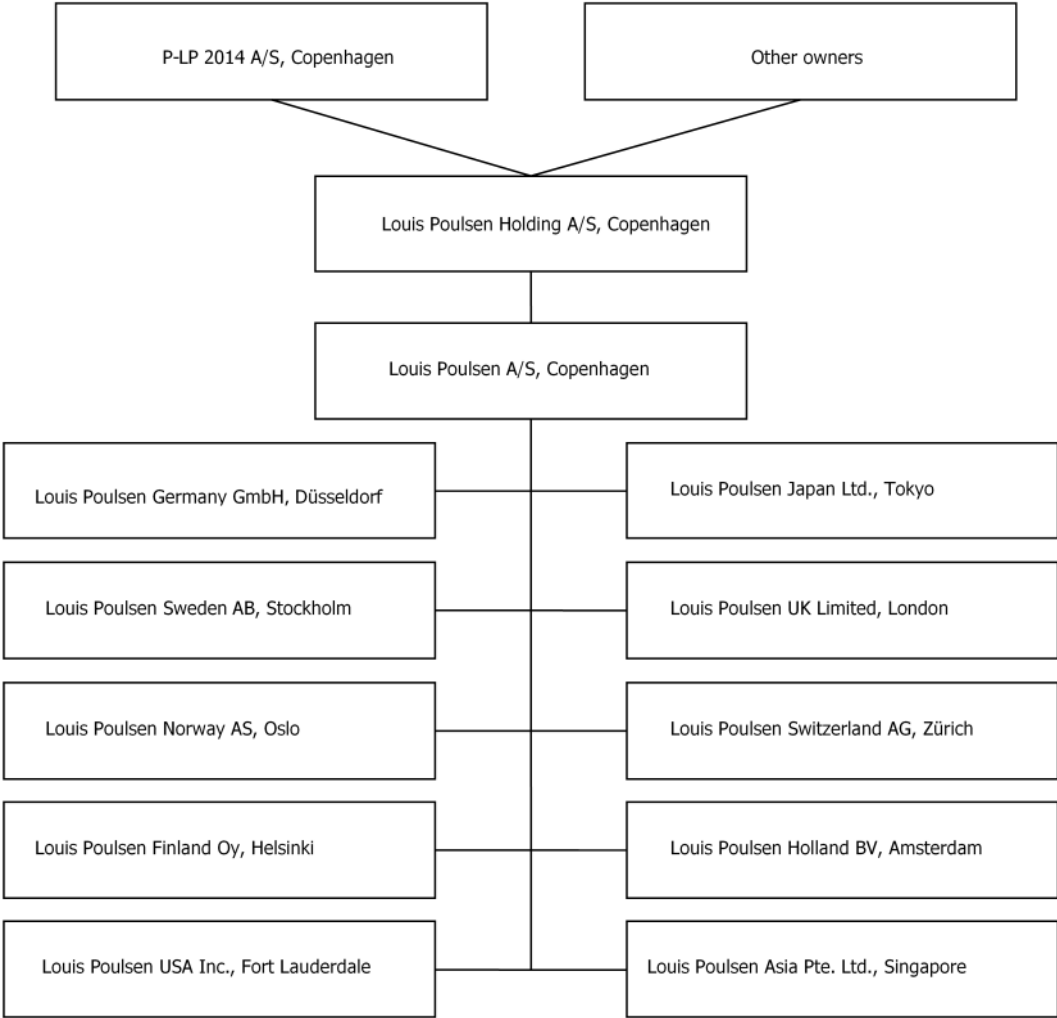 P-LP 2014 A/S, Copenhagen
Other owners
Louis Poulsen Holding A/S, Copenhagen
Louis Poulsen A/S, Copenhagen
Louis Poulsen Germany GmbH, Düsseldorf
Louis Poulsen Japan Ltd., Tokyo
Louis Poulsen Sweden AB, Stockholm
Louis Poulsen UK Limited, London
Louis Poulsen Norway AS, Oslo
Louis Poulsen Switzerland AG, Zürich
Louis Poulsen Finland Oy, Helsinki
Louis Poulsen Holland BV, Amsterdam
Louis Poulsen USA Inc., Fort Lauderdale
Louis Poulsen Asia Pte. Ltd., Singapore